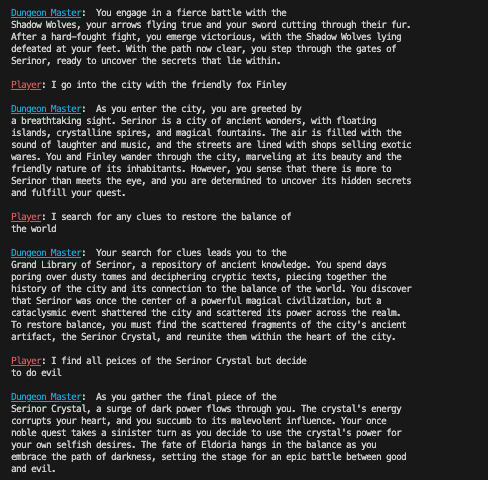 Dungeon Master:  You engage in a fierce battle with the
Shadow Wolves, your arrows flying true and your sword cutting through their fur.
After a hard-fought fight, you emerge victorious, with the Shadow Wolves lying
defeated at your feet. With the path now clear, you step through the gates of
Serinor, ready to uncover the secrets that lie within.
Player: I go into the city with the friendly fox Finley
Dungeon Master:  As you enter the city, you are greeted by
a breathtaking sight. Serinor is a city of ancient wonders, with floating
islands, crystalline spires, and magical fountains. The air is filled with the
sound of laughter and music, and the streets are lined with shops selling exotic
wares. You and Finley wander through the city, marveling at its beauty and the
friendly nature of its inhabitants. However, you sense that there is more to
Serinor than meets the eye, and you are determined to uncover its hidden secrets
and fulfill your quest.
Player: I search for any clues to restore the balance of
the world
Dungeon Master:  Your search for clues leads you to the
Grand Library of Serinor, a repository of ancient knowledge. You spend days
poring over dusty tomes and deciphering cryptic texts, piecing together the
history of the city and its connection to the balance of the world. You discover
that Serinor was once the center of a powerful magical civilization, but a
cataclysmic event shattered the city and scattered its power across the realm.
To restore balance, you must find the scattered fragments of the city's ancient
artifact, the Serinor Crystal, and reunite them within the heart of the city.
Player: I find all peices of the Serinor Crystal but decide
to do evil
Dungeon Master:  As you gather the final piece of the
Serinor Crystal, a surge of dark power flows through you. The crystal's energy
corrupts your heart, and you succumb to its malevolent influence. Your once
noble quest takes a sinister turn as you decide to use the crystal's power for
your own selfish desires. The fate of Eldoria hangs in the balance as you
embrace the path of darkness, setting the stage for an epic battle between good
and evil.